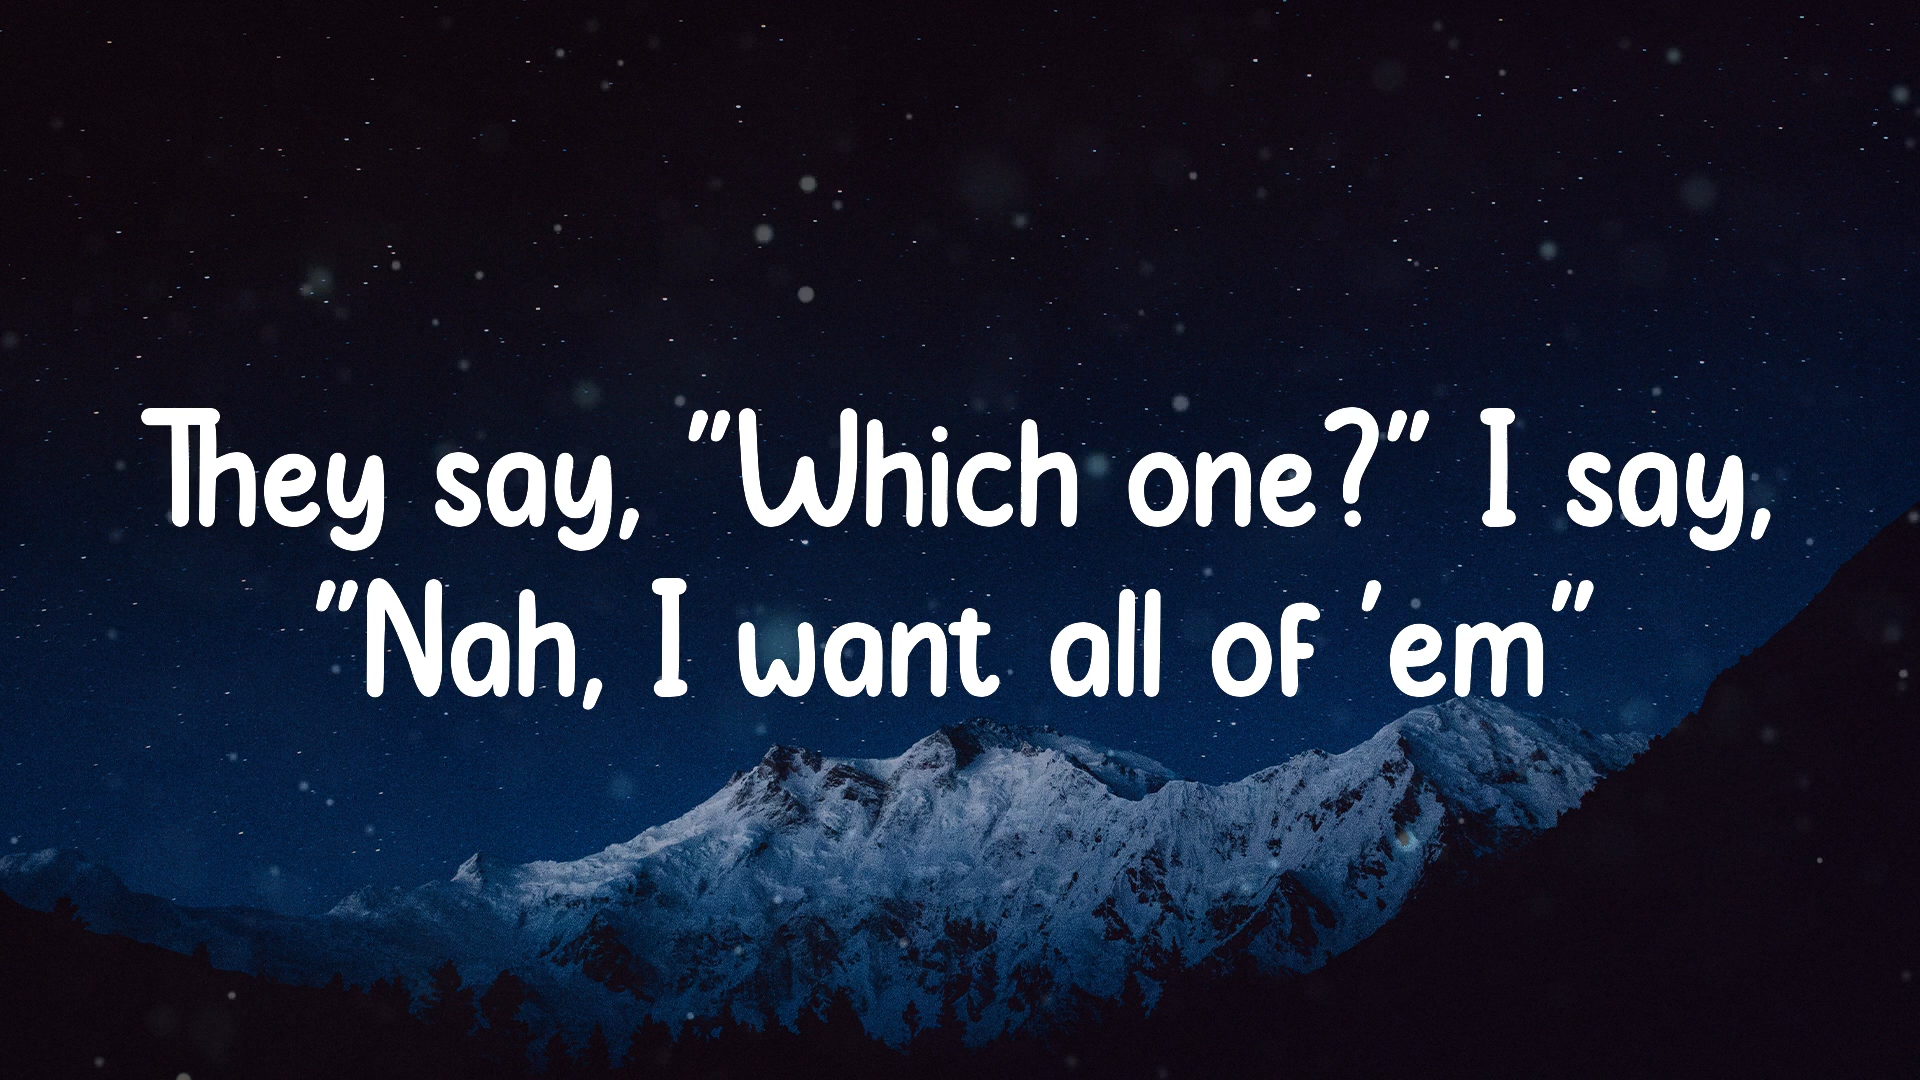 They say, "Which one?" I say,
"Nah, I want all of 'em"